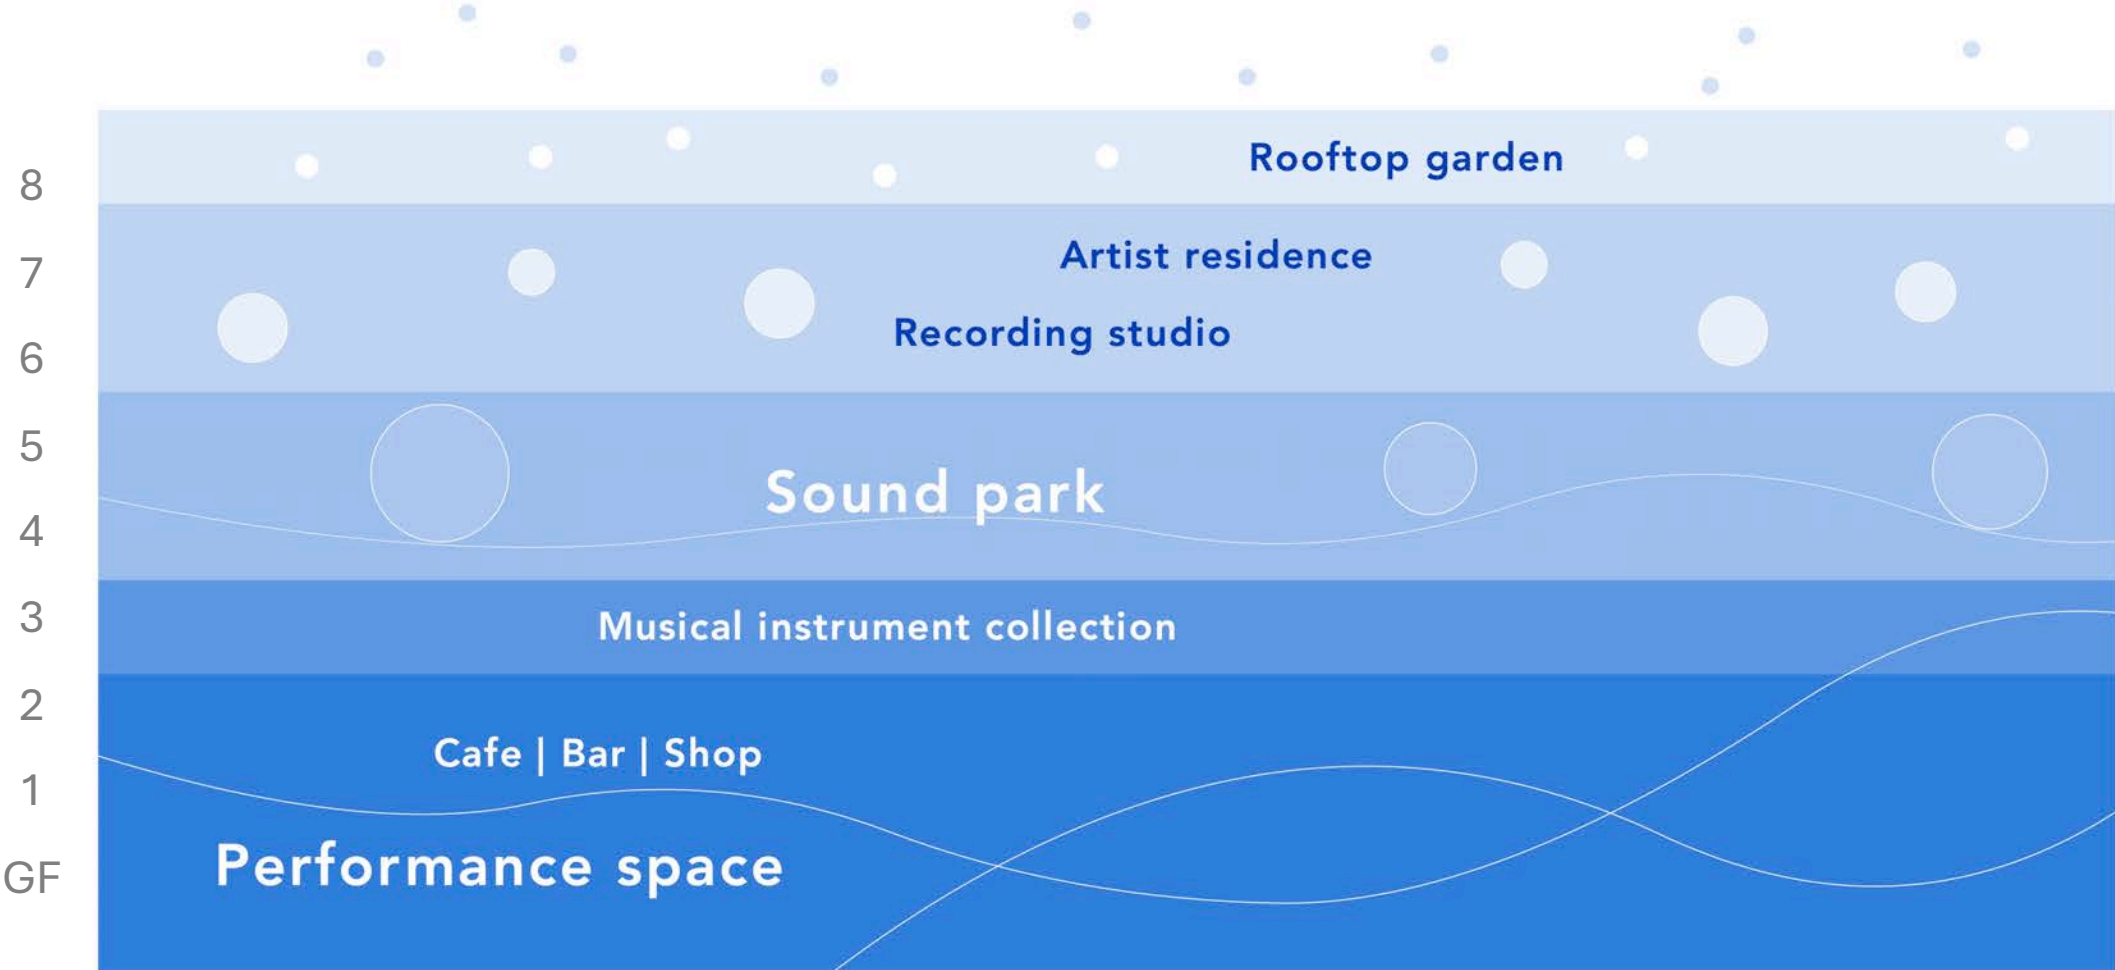 8
Rooftop garden
7
Artist residence
Recording studio
6
5
Sound park
4
3
Musical instrument collection
2
Cafe | Bar | Shop
1
Performance space
GF